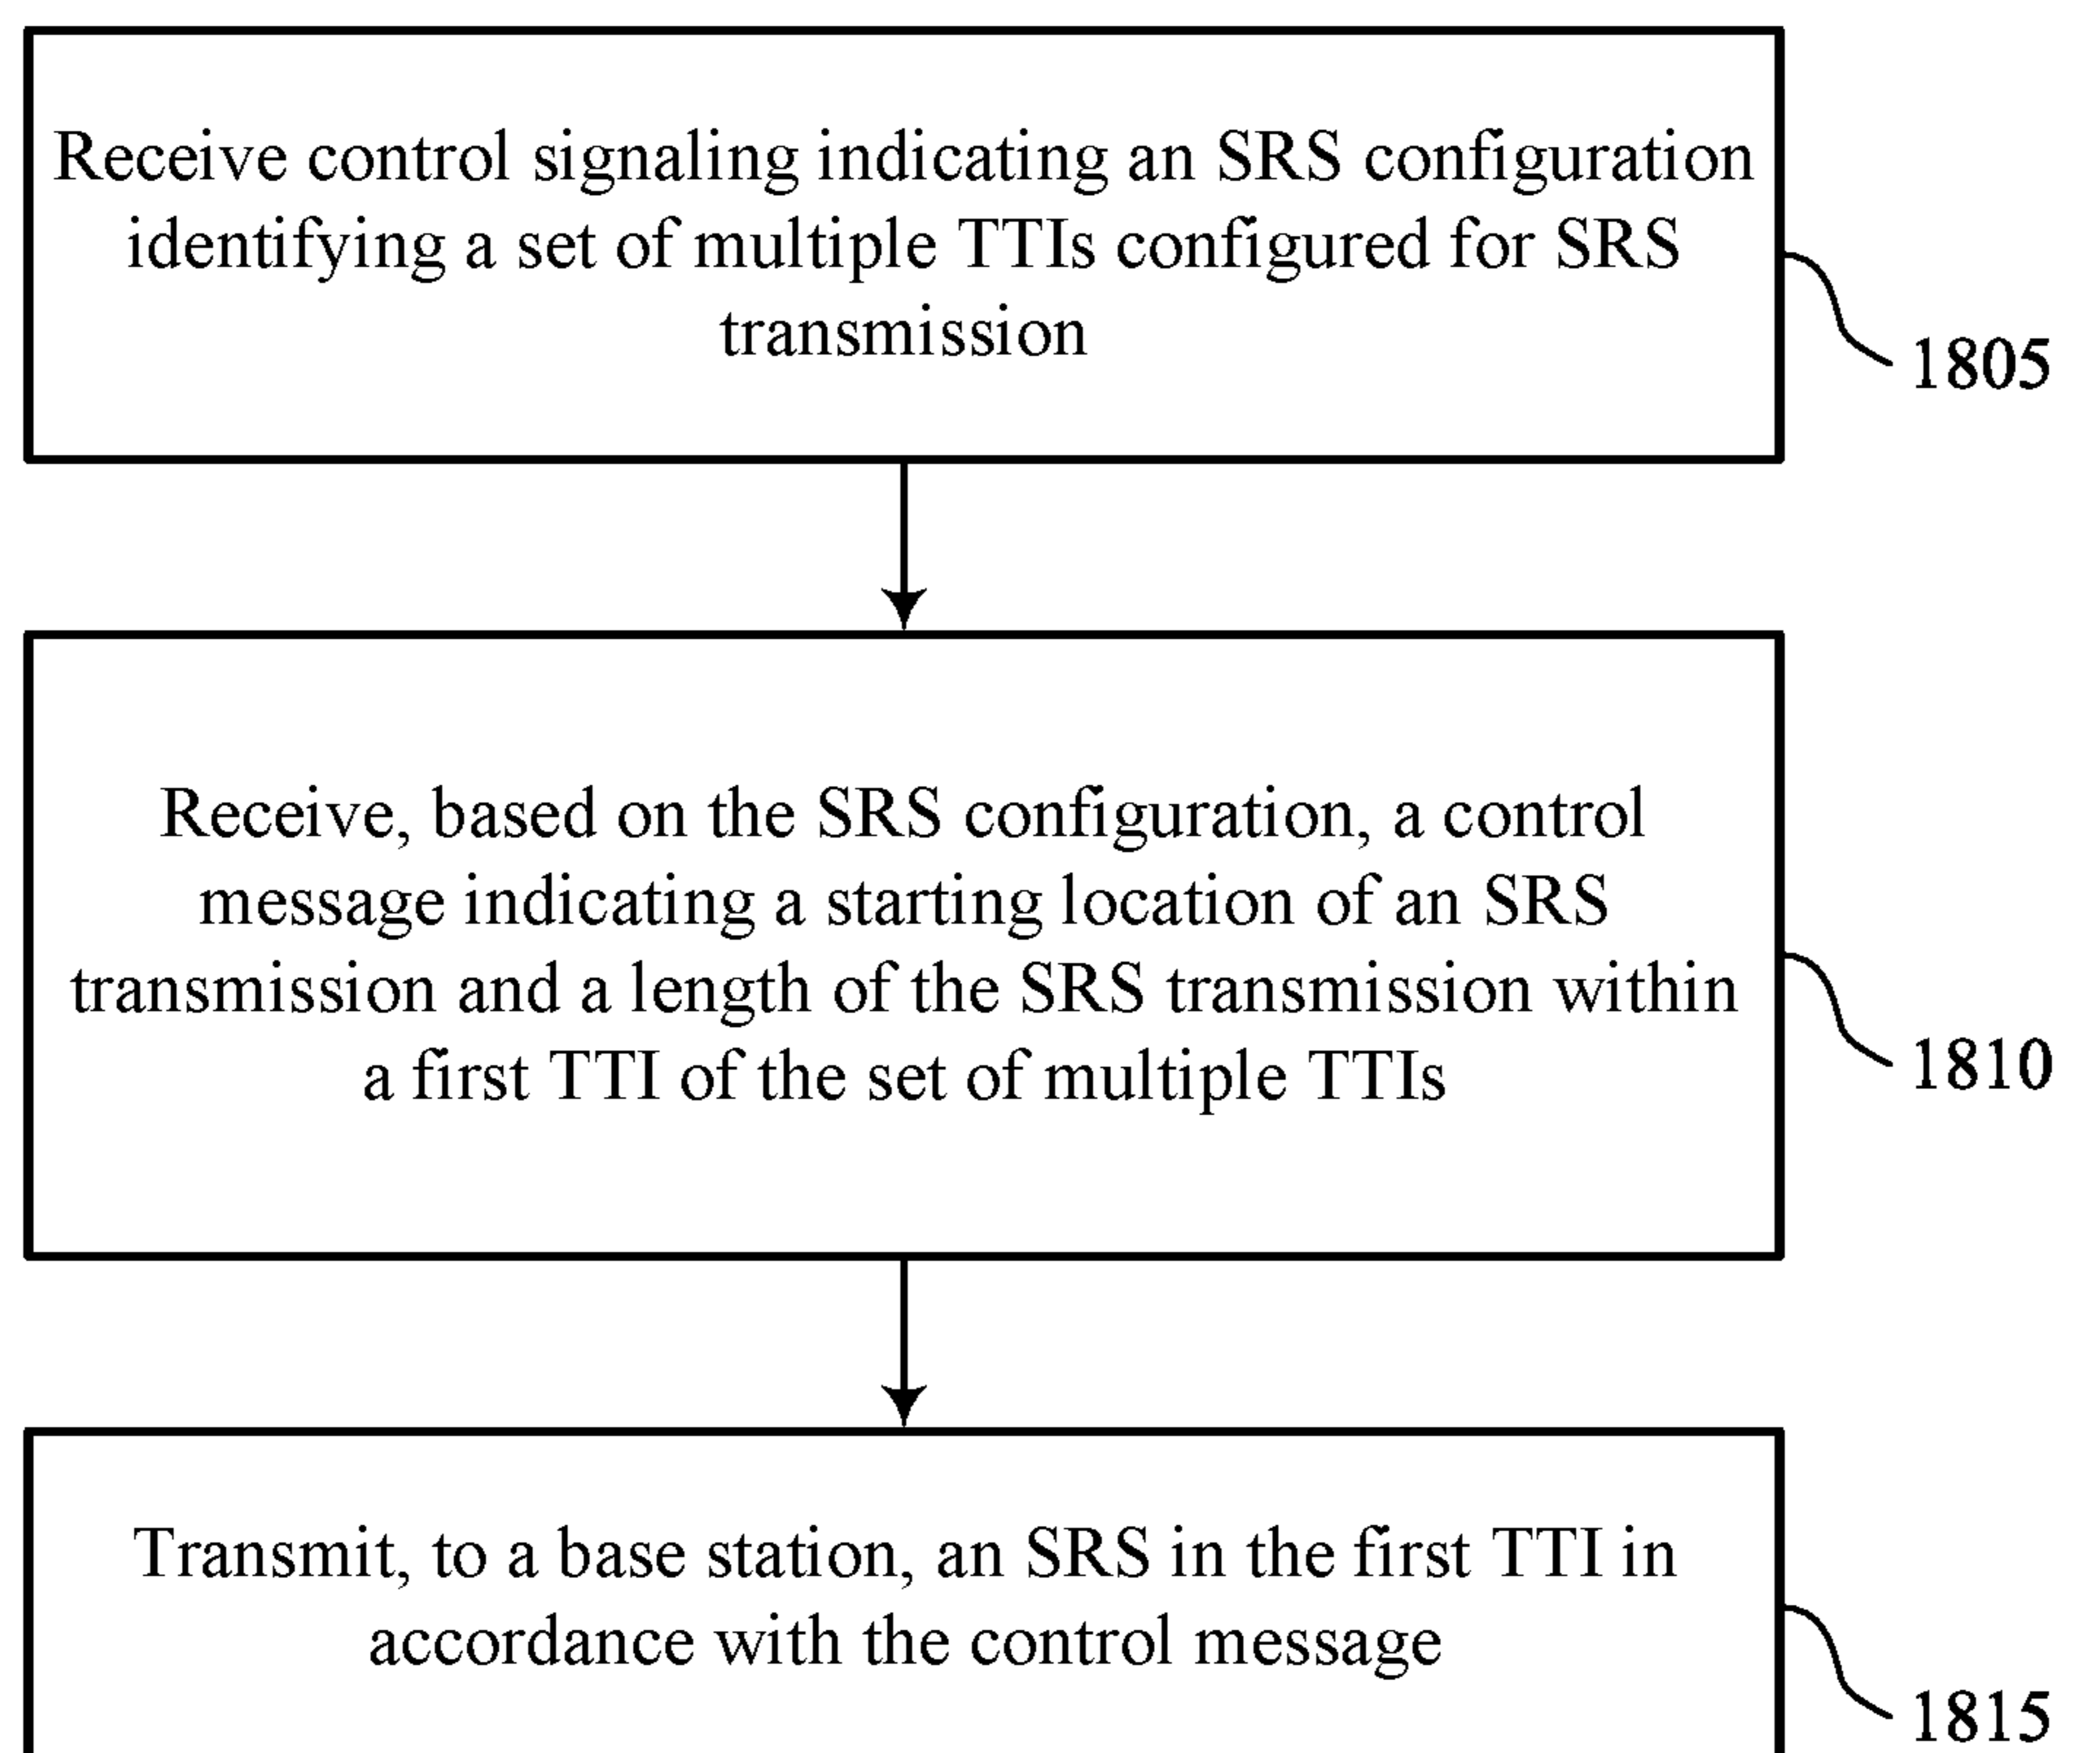 Receive control signaling indicating an SRS configuration
identifying a set of multiple TTIs configured for SRS
transmission
1805
Receive, based on the SRS configuration, a control
message indicating a starting location of an SRS
transmission and a length of the SRS transmission within
a first TTI of the set of multiple TTIs
1810
Transmit, to a base station, an SRS in the first TTI in
accordance with the control message
1815